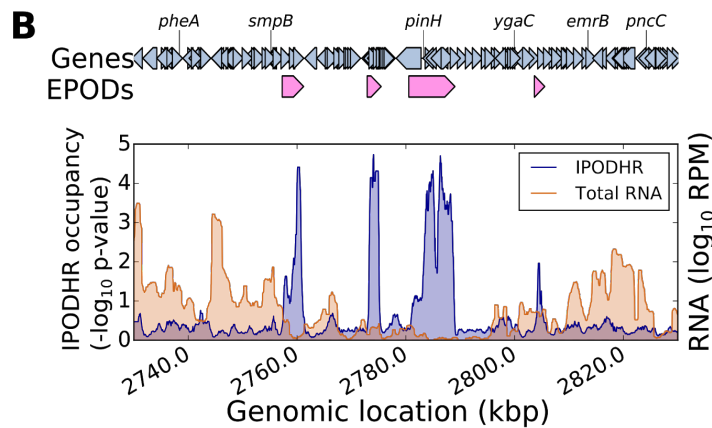 B
pheA smpB pinH ygaC emrB pncC
Genes
EPODs
IPODHR occupancy
(-log10 p-value)
5
4
3
2
1
0
IPODHR
Total RNA
RNA (log10 RPM)
2740.0 2760.0 2780.0 2800.0 2820.0
Genomic location (kbp)